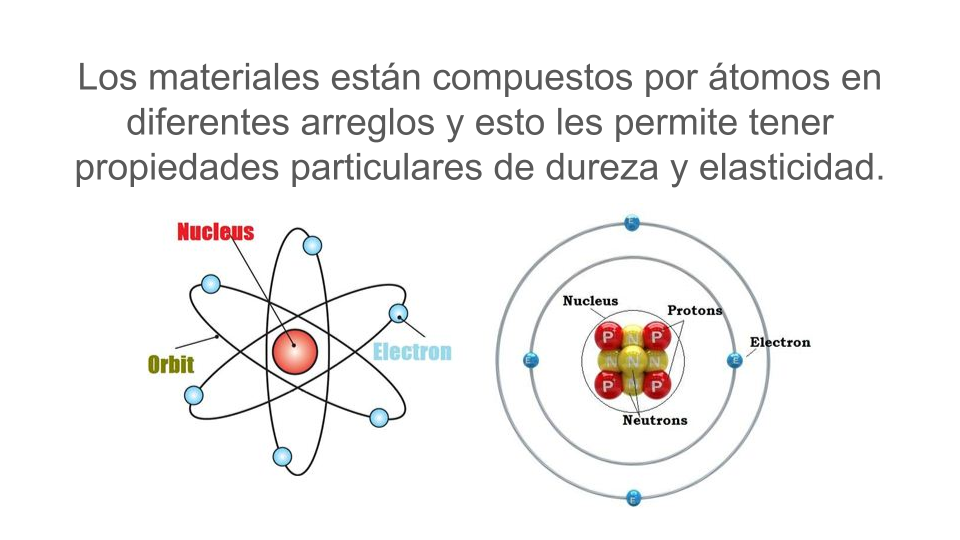 Los materiales están compuestos por átomos en
diferentes arreglos y esto les permite tener
propiedades particulares de dureza y elasticidad.
Nucleus
Orbit
Electron
E
Nucleus
Protons
P N P
Electron
E N N N E
P N P
Neutrons
E